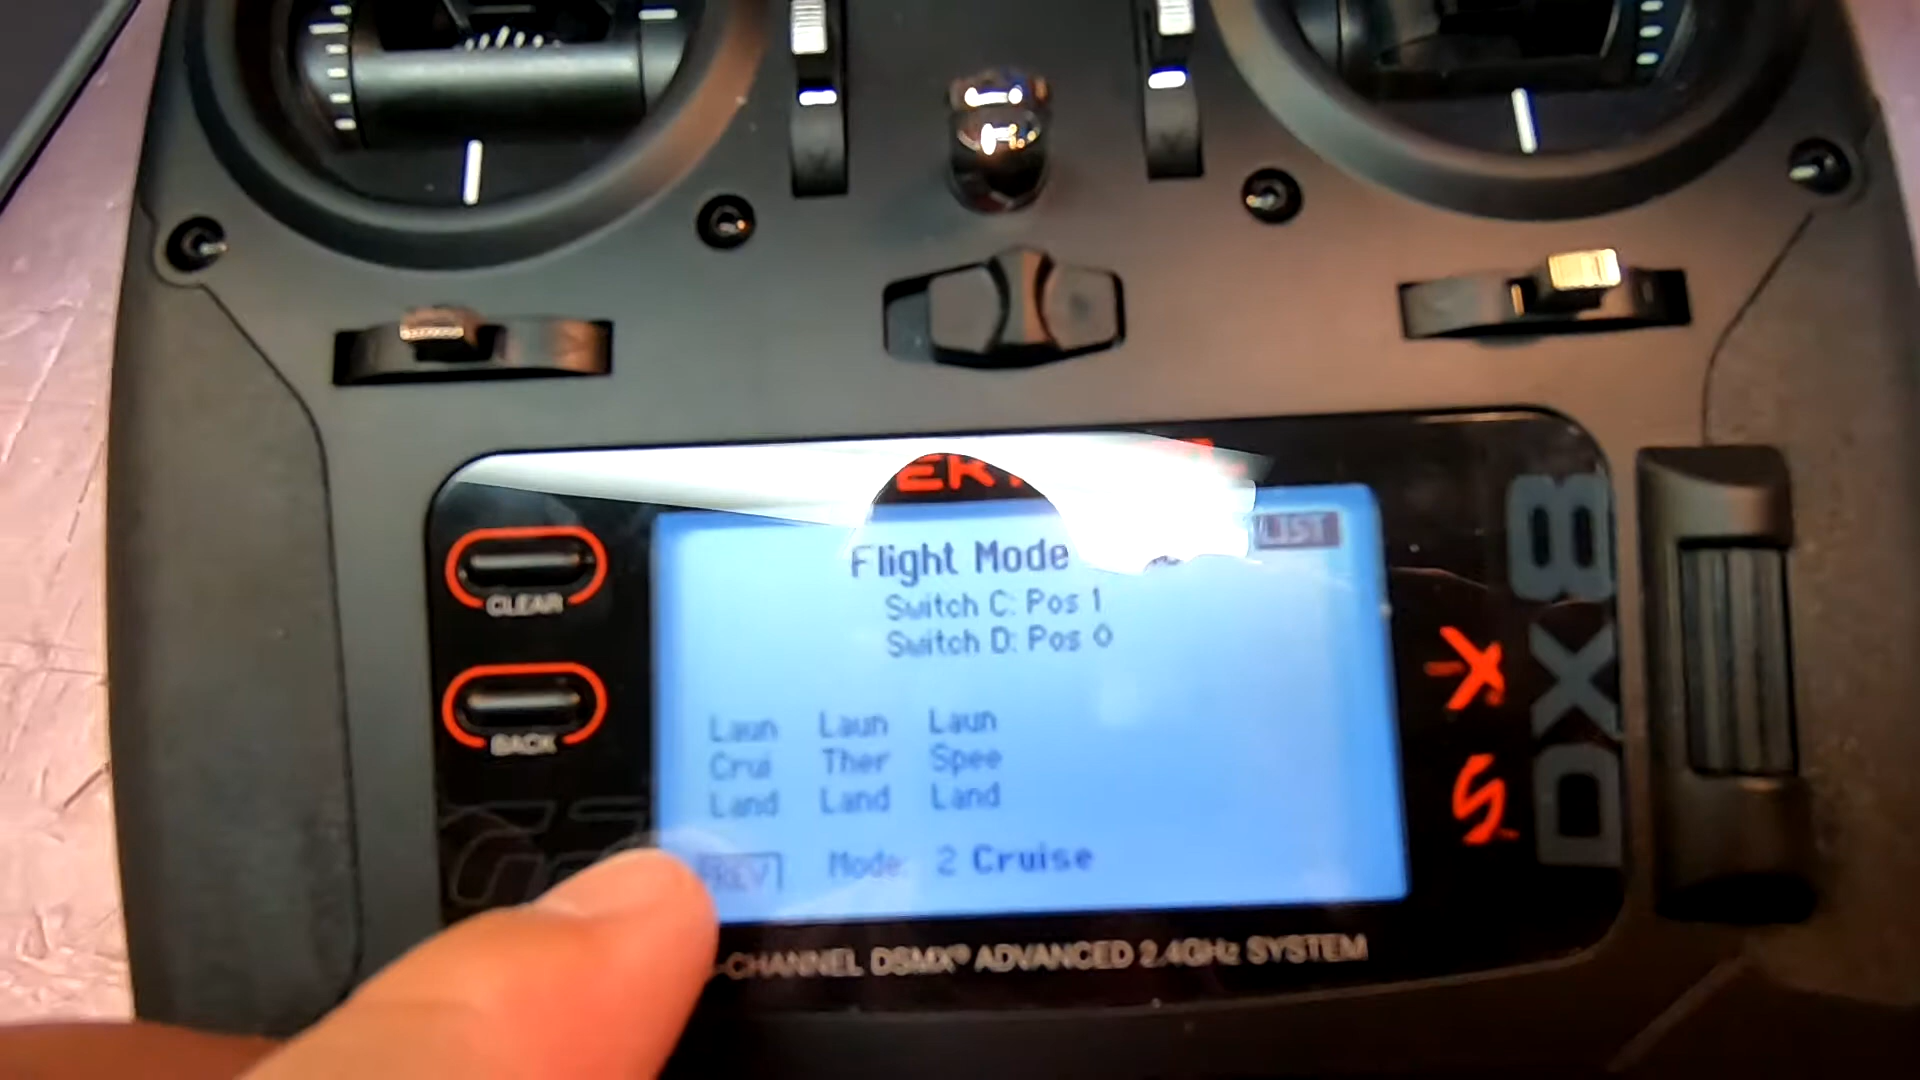 LIST
Flight Mode
Switch C: Pos 1
Switch D: Pos 0
Laun Laun Laun
Crui Ther Spee
Land Land Land
PREV Mode: 2 Cruise
CLEAR
BACK
DX8
-CHANNEL DSMX® ADVANCED 2.4GHz SYSTEM